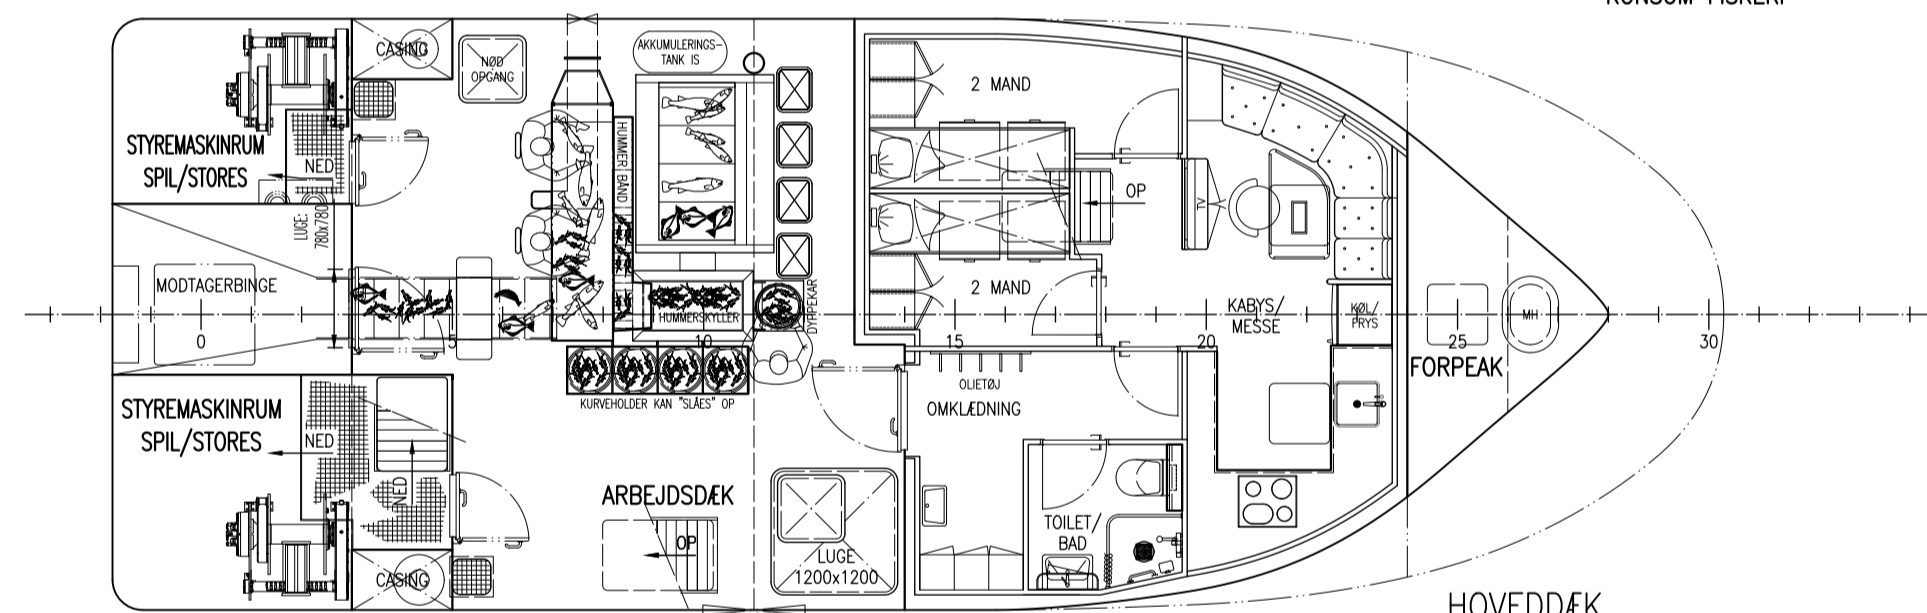 CASING
NØD
OPGANG
AKKUMULERINGS-
TANK IS
2 MAND
STYREMASKINRUM
SPIL/STORES
NED
HUMMER BÅND
OP
TV
LUGE:
780x780
MODTAGERBINGE
HUMMERSKYLLER
2 MAND
KABYS/
MESSE
KØL/
FRYS
MH
0
5
10
15
20
25
30
FORPEAK
KURVEHOLDER KAN "SLÅES" OP
OLIETØJ
OMKLÆDNING
STYREMASKINRUM
SPIL/STORES
NED
NED
ARBEJDSDÆK
OP
LUGE
1200x1200
TOILET/
BAD
CASING
HOVEDDÆK